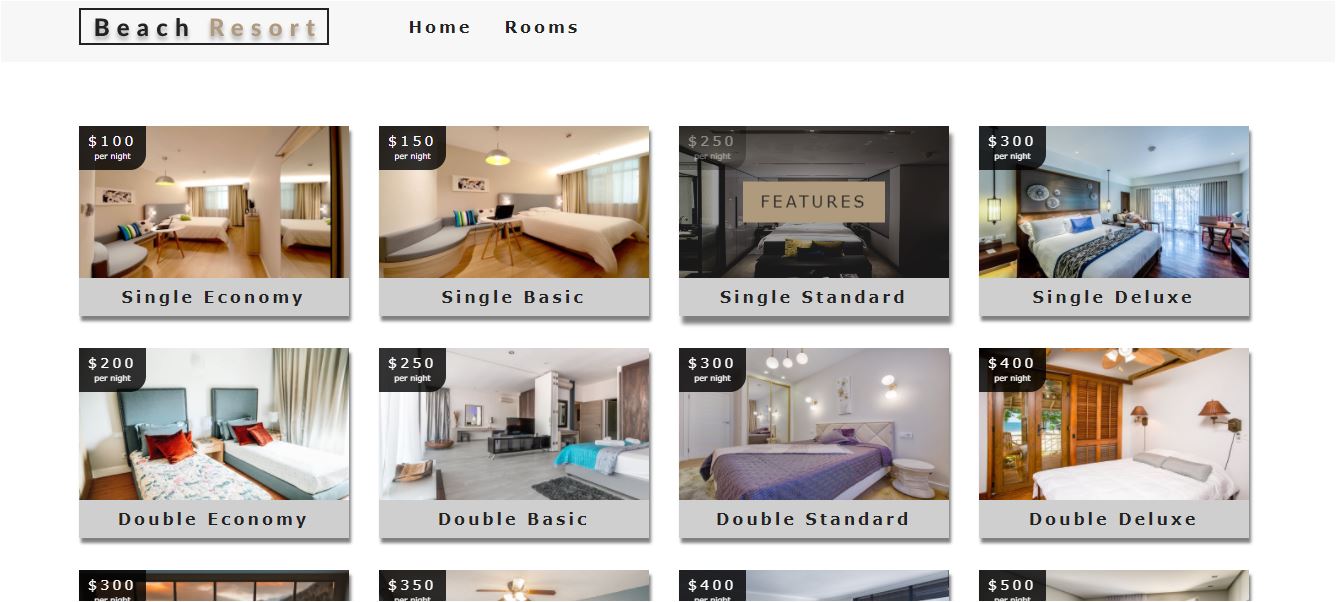 Beach Resort
Home Rooms
$100
per night
Single Economy
$150
per night
Single Basic
$250
per night
FEATURES
Single Standard
$300
per night
Single Deluxe
$200
per night
Double Economy
$250
per night
Double Basic
$300
per night
Double Standard
$400
per night
Double Deluxe
$300
per night
$350
per night
$400
per night
$500
per night